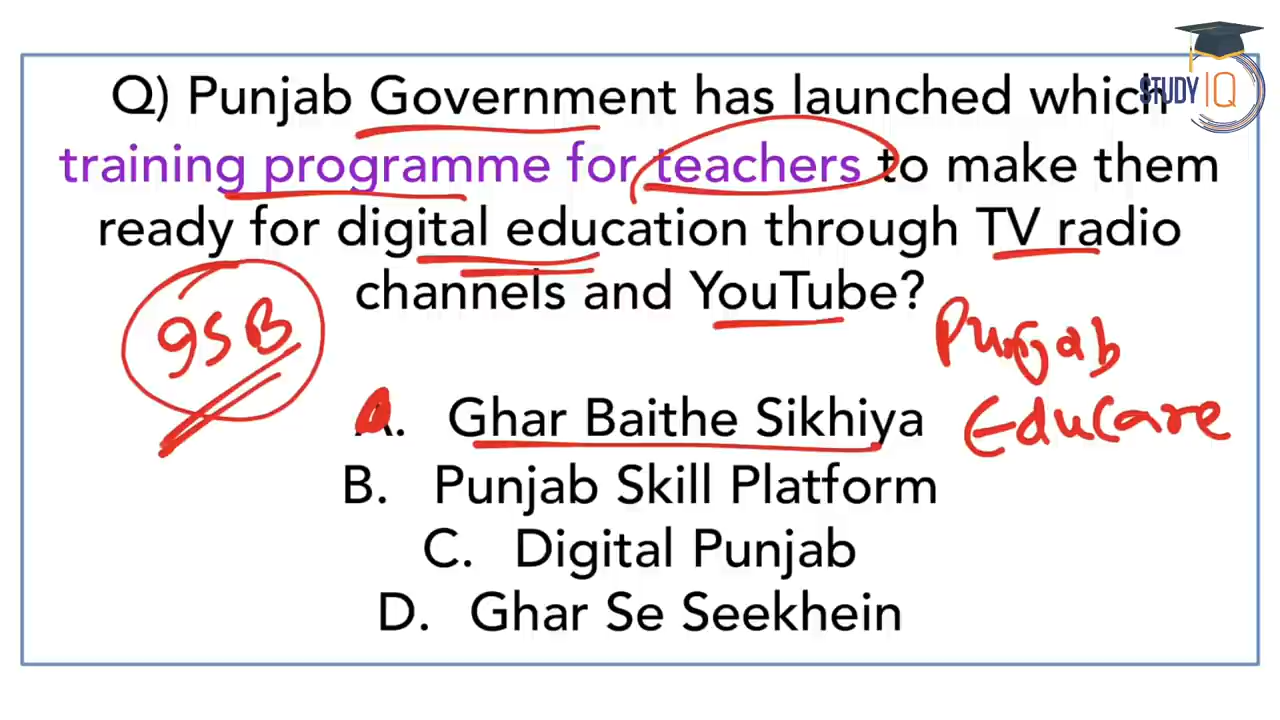 STUDY IQ
Q) Punjab Government has launched which
training programme for teachers to make them
ready for digital education through TV radio
channels and YouTube?
GSB
Punjab
Educare
A. Ghar Baithe Sikhiya
B. Punjab Skill Platform
C. Digital Punjab
D. Ghar Se Seekhein